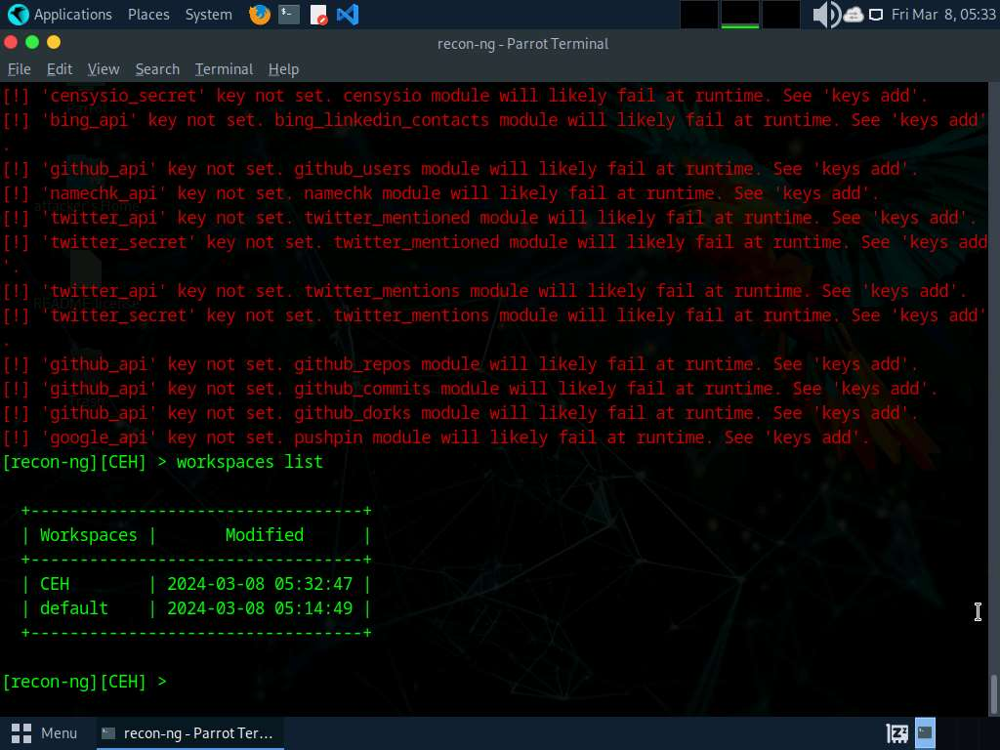 Applications Places System Fri Mar 8, 05:33
recon-ng - Parrot Terminal
File Edit View Search Terminal Help
[!] 'censysio_secret' key not set. censysio module will likely fail at runtime. See 'keys add'.
[!] 'bing_api' key not set. bing_linkedin_contacts module will likely fail at runtime. See 'keys add'
.
[!] 'github_api' key not set. github_users module will likely fail at runtime. See 'keys add'.
[!] 'namechk_api' key not set. namechk module will likely fail at runtime. See 'keys add'.
[!] 'twitter_api' key not set. twitter_mentioned module will likely fail at runtime. See 'keys add'.
[!] 'twitter_secret' key not set. twitter_mentioned module will likely fail at runtime. See 'keys add
'.
[!] 'twitter_api' key not set. twitter_mentions module will likely fail at runtime. See 'keys add'.
[!] 'twitter_secret' key not set. twitter_mentions module will likely fail at runtime. See 'keys add'
.
[!] 'github_api' key not set. github_repos module will likely fail at runtime. See 'keys add'.
[!] 'github_api' key not set. github_commits module will likely fail at runtime. See 'keys add'.
[!] 'github_api' key not set. github_dorks module will likely fail at runtime. See 'keys add'.
[!] 'google_api' key not set. pushpin module will likely fail at runtime. See 'keys add'.
[recon-ng][CEH] > workspaces list
+----------------------------------+
| Workspaces |       Modified      |
+----------------------------------+
| CEH        | 2024-03-08 05:32:47 |
| default    | 2024-03-08 05:14:49 |
+----------------------------------+
[recon-ng][CEH] >
Menu recon-ng - Parrot Ter...